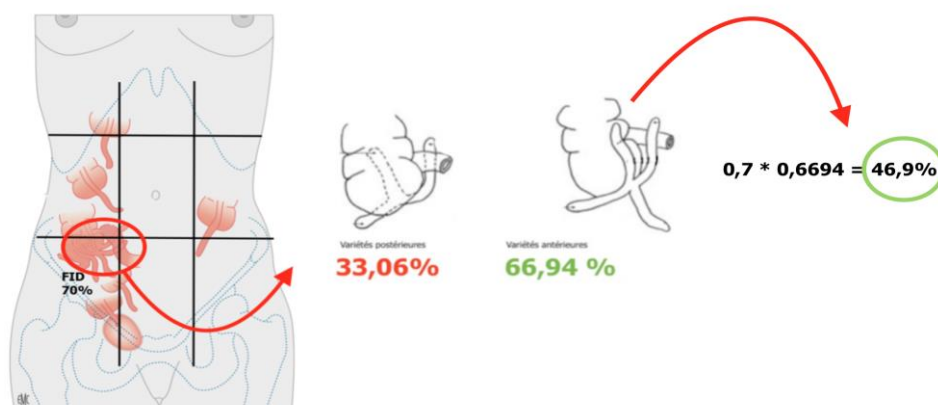 FID
70%
Variétés postérieures
33,06%
Variétés antérieures
66,94 %
0,7 * 0,6694 = 46,9%
EMC